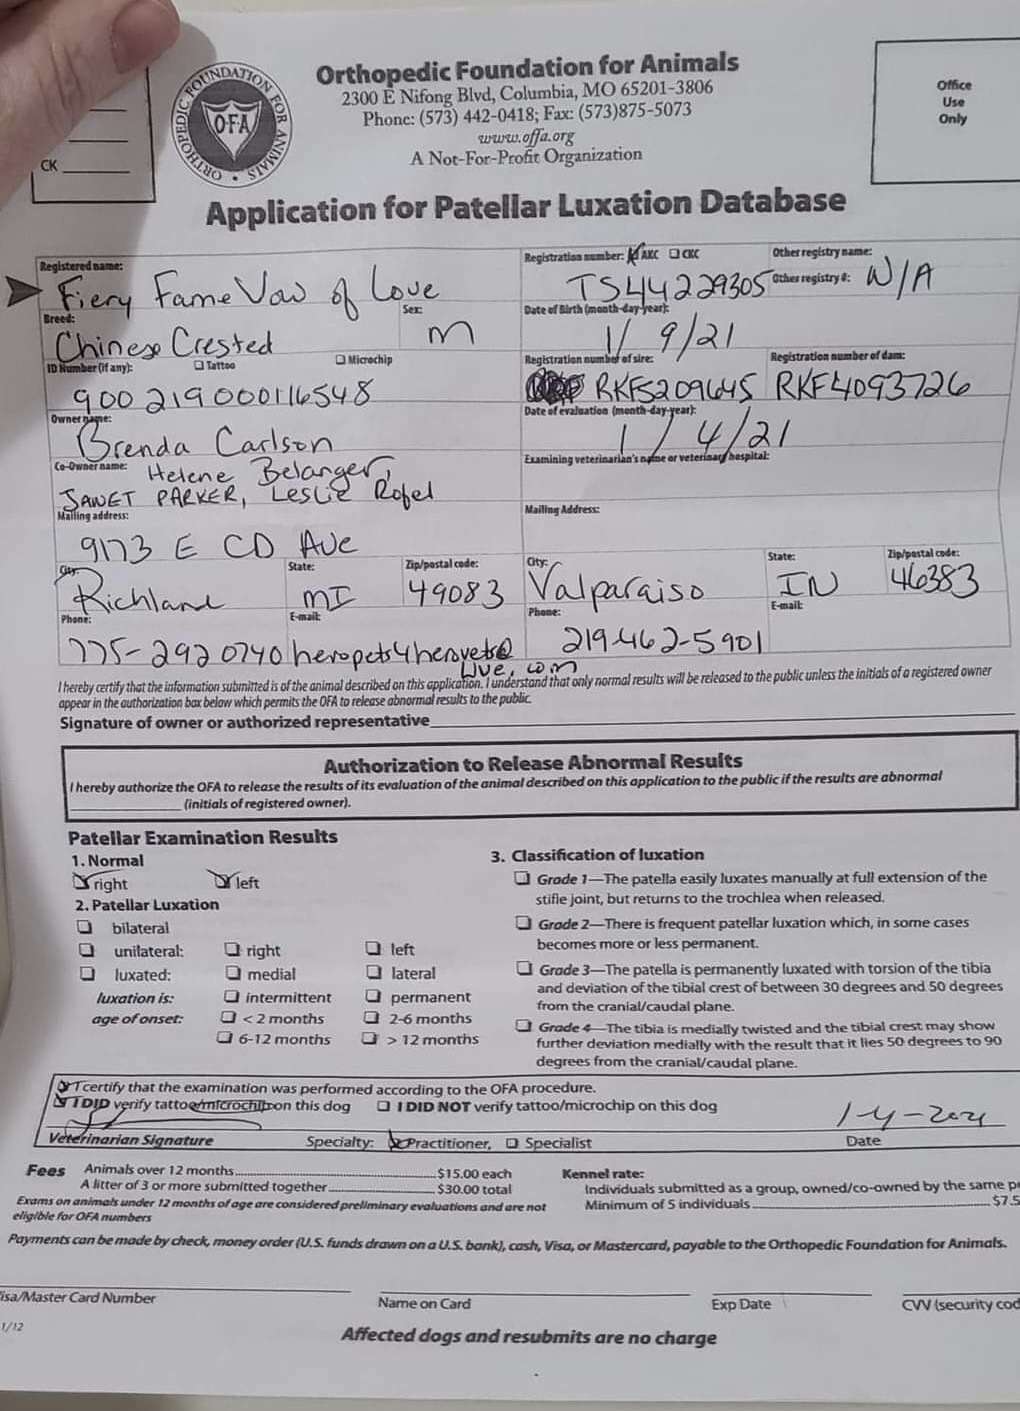 Orthopedic Foundation for Animals
2300 E Nifong Blvd, Columbia, MO 65201-3806
Phone: (573) 442-0418; Fax: (573)875-5073
www.offa.org
A Not-For-Profit Organization
ORTHOPEDIC FOUNDATION FOR ANIMALS
OFA
CK
Office
Use
Only
Application for Patellar Luxation Database
Registered name:
Fiery Fame Vow of Love
Registration number: AKC CKC
TS44229305
Other registry name:
Other registry #: N/A
Breed:
Chinese Crested
Sex:
M
Date of Birth (month-day-year):
1/9/21
ID Number (if any): Tattoo Microchip
900219000116548
Registration number of sire:
RKFS209645
Registration number of dam:
RKF4093726
Owner name:
Brenda Carlson
Date of evaluation (month-day-year):
1/4/21
Co-Owner name: Helene Belanger,
JANET PARKER, Leslie Rofel
Examining veterinarian's name or veterinary hospital:
Mailing address:
9173 E CD Ave
Mailing Address:
City:
Richland
State:
MI
Zip/postal code:
49083
City:
Valparaiso
State:
IN
Zip/postal code:
46383
Phone:
775-2920740
E-mail:
heropets4herovets@
live.com
Phone:
219-462-5901
E-mail:
I hereby certify that the information submitted is of the animal described on this application. I understand that only normal results will be released to the public unless the initials of a registered owner
appear in the authorization box below which permits the OFA to release abnormal results to the public.
Signature of owner or authorized representative
Authorization to Release Abnormal Results
I hereby authorize the OFA to release the results of its evaluation of the animal described on this application to the public if the results are abnormal
(initials of registered owner).
Patellar Examination Results
1. Normal
right left
2. Patellar Luxation
bilateral
unilateral: right left
luxated: medial lateral
luxation is: intermittent permanent
age of onset: < 2 months 2-6 months
6-12 months > 12 months
3. Classification of luxation
Grade 1—The patella easily luxates manually at full extension of the
stifle joint, but returns to the trochlea when released.
Grade 2—There is frequent patellar luxation which, in some cases
becomes more or less permanent.
Grade 3—The patella is permanently luxated with torsion of the tibia
and deviation of the tibial crest of between 30 degrees and 50 degrees
from the cranial/caudal plane.
Grade 4—The tibia is medially twisted and the tibial crest may show
further deviation medially with the result that it lies 50 degrees to 90
degrees from the cranial/caudal plane.
I certify that the examination was performed according to the OFA procedure.
I DID verify tattoo/microchip on this dog I DID NOT verify tattoo/microchip on this dog
1-4-2021
Veterinarian Signature Specialty: Practitioner, Specialist Date
Fees Animals over 12 months $15.00 each
A litter of 3 or more submitted together $30.00 total
Exams on animals under 12 months of age are considered preliminary evaluations and are not
eligible for OFA numbers
Kennel rate:
Individuals submitted as a group, owned/co-owned by the same p
Minimum of 5 individuals $7.5
Payments can be made by check, money order (U.S. funds drawn on a U.S. bank), cash, Visa, or Mastercard, payable to the Orthopedic Foundation for Animals.
isa/Master Card Number Name on Card Exp Date CVV (security cod
1/12
Affected dogs and resubmits are no charge